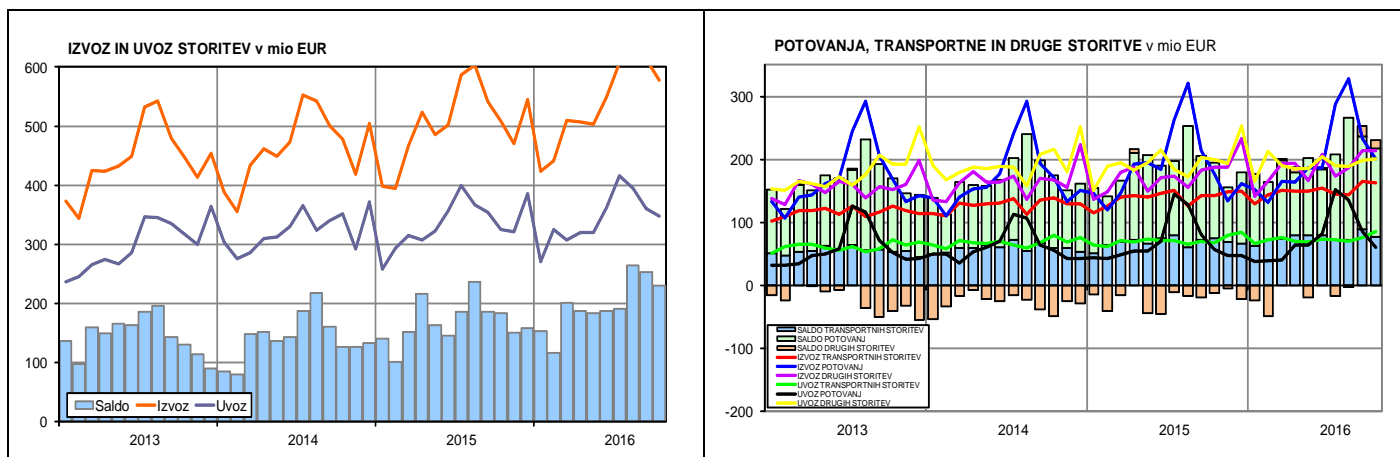 IZVOZ IN UVOZ STORITEV v mio EUR
600
500
400
300
200
100
0
Saldo Izvoz Uvoz
2013 2014 2015 2016
POTOVANJA, TRANSPORTNE IN DRUGE STORITVE v mio EUR
300
200
100
0
-100
-200
SALDO TRANSPORTNIH STORITEV
SALDO POTOVANJ
SALDO DRUGIH STORITEV
IZVOZ TRANSPORTNIH STORITEV
IZVOZ POTOVANJ
IZVOZ DRUGIH STORITEV
UVOZ TRANSPORTNIH STORITEV
UVOZ POTOVANJ
UVOZ DRUGIH STORITEV
2013 2014 2015 2016